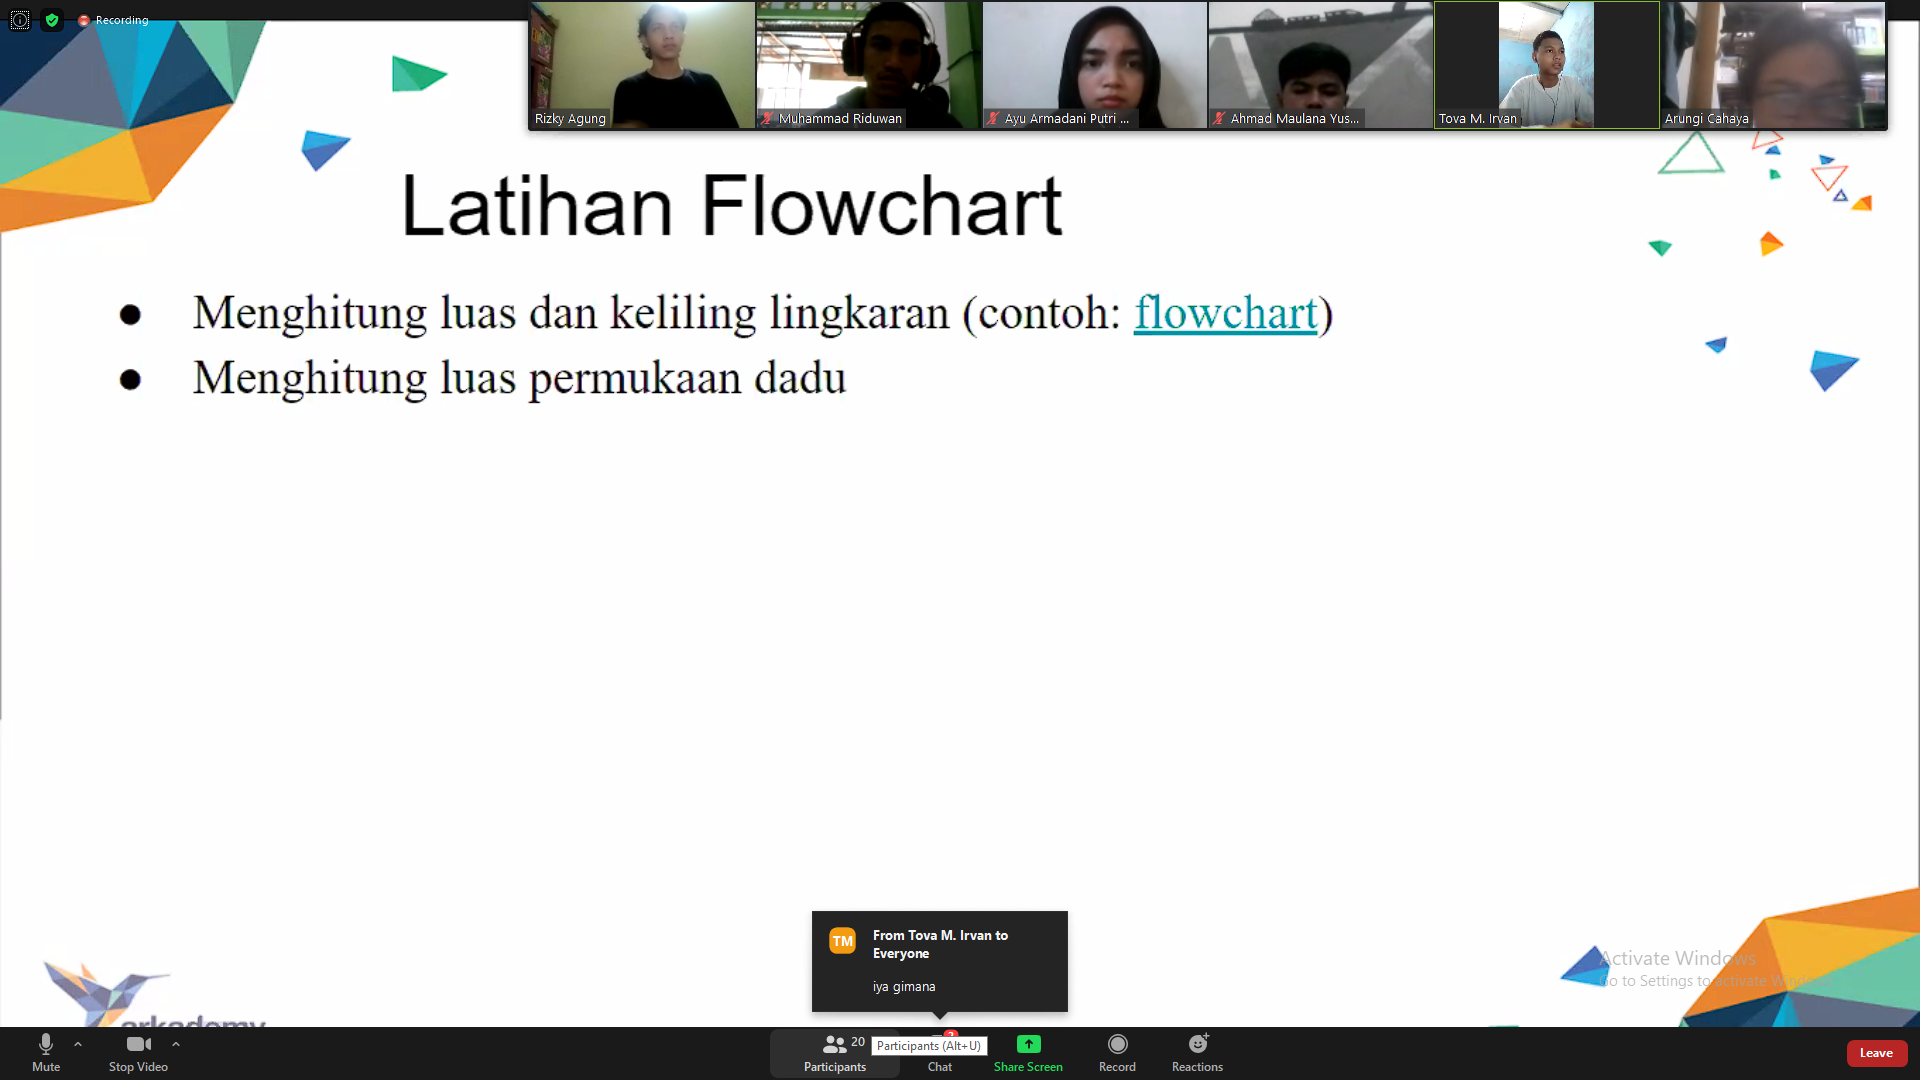 Recording
Rizky Agung
Muhammad Riduwan
Ayu Armadani Putri ...
Ahmad Maulana Yus...
Tova M. Irvan
Arungi Cahaya
Latihan Flowchart
● Menghitung luas dan keliling lingkaran (contoh: flowchart)
● Menghitung luas permukaan dadu
TM
From Tova M. Irvan to
Everyone
iya gimana
Activate Windows
Go to Settings to activate Windows
arkademy
Mute
Stop Video
20
Participants
Participants (Alt+U)
Chat
Share Screen
Record
Reactions
Leave